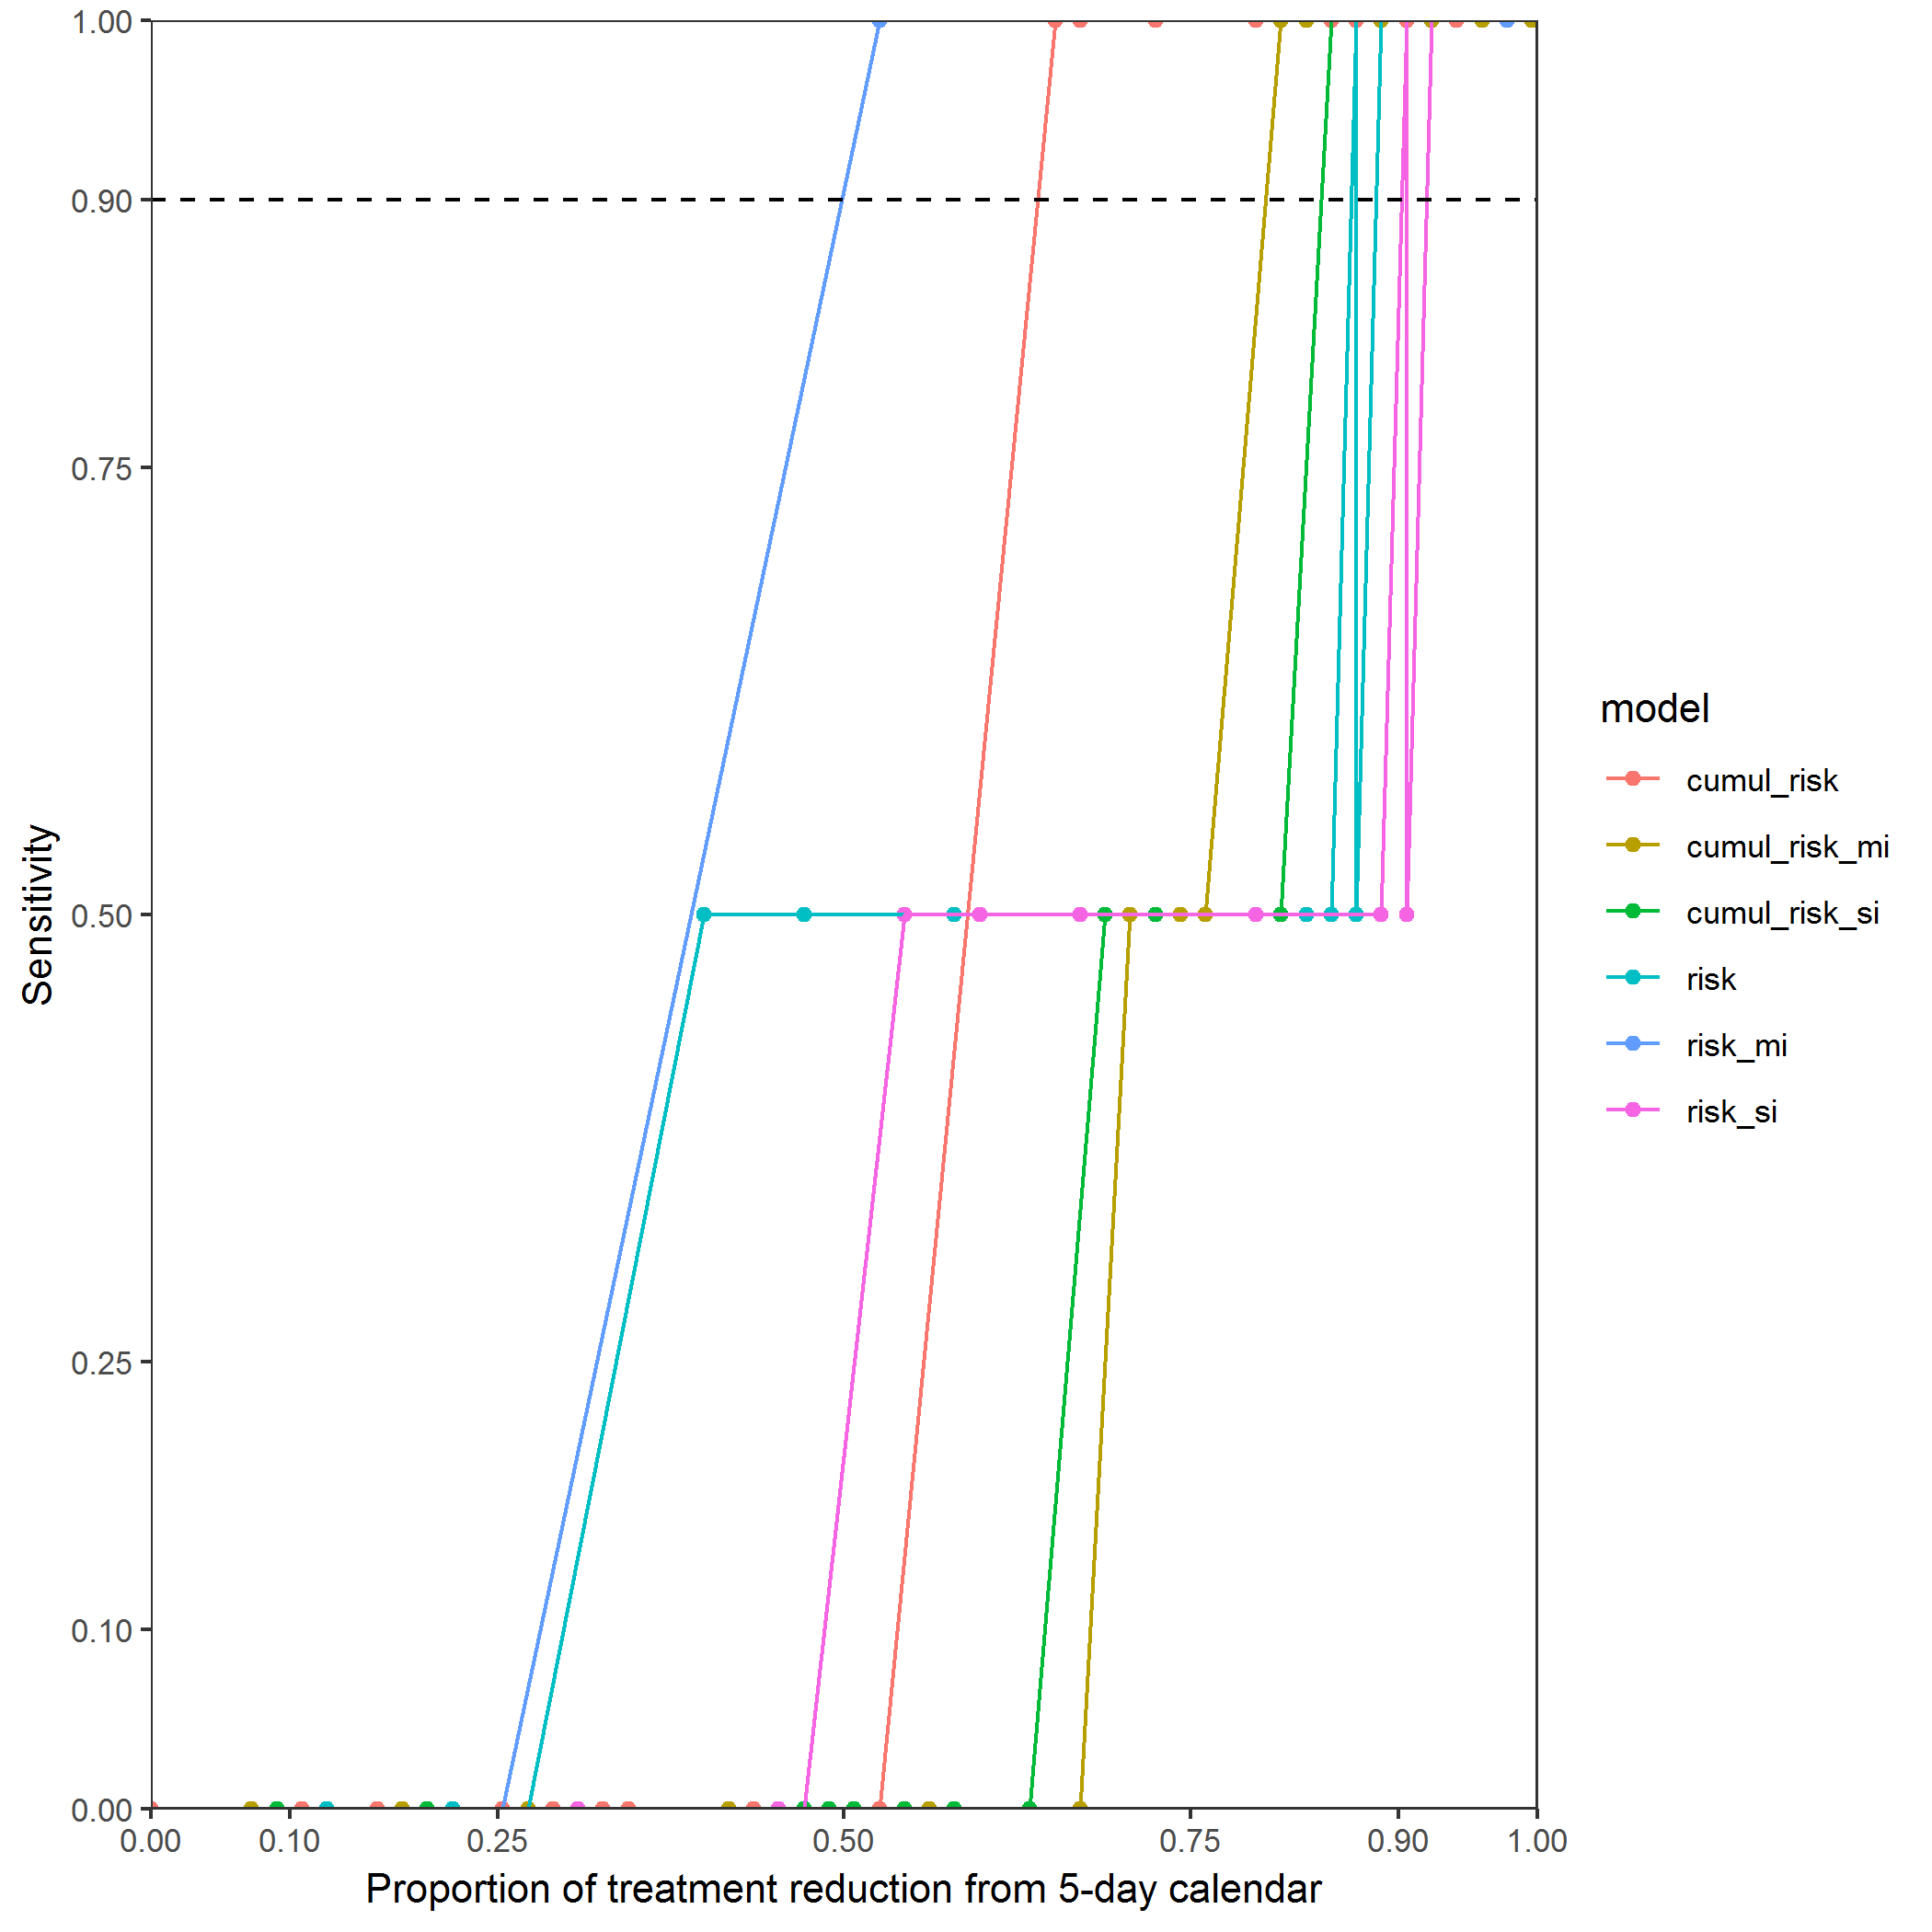 1.00
0.90
0.75
0.50
0.25
0.10
0.00
Sensitivity
0.00 0.10 0.25 0.50 0.75 0.90 1.00
Proportion of treatment reduction from 5-day calendar
model
cumul_risk
cumul_risk_mi
cumul_risk_si
risk
risk_mi
risk_si